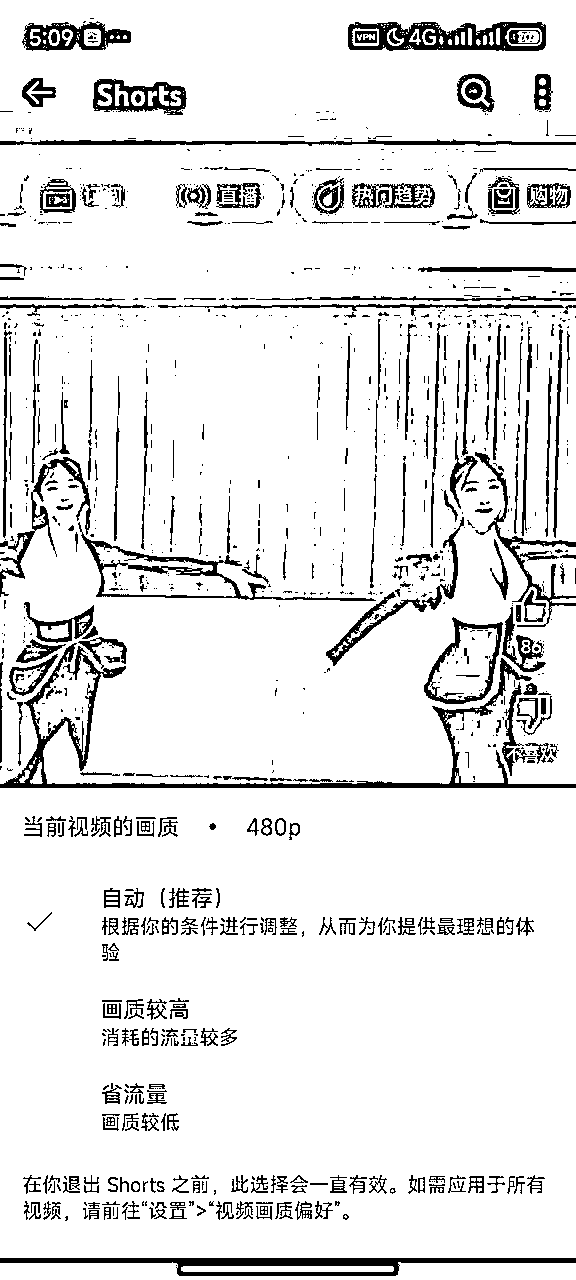 5:09
VPN 4G
Shorts
直播
热门趋势
购物
86
不喜欢
当前视频的画质 • 480p
自动（推荐）
根据你的条件进行调整，从而为你提供最理想的体
验
画质较高
消耗的流量较多
省流量
画质较低
在你退出 Shorts 之前，此选择会一直有效。如需应用于所有
视频，请前往“设置”>“视频画质偏好”。